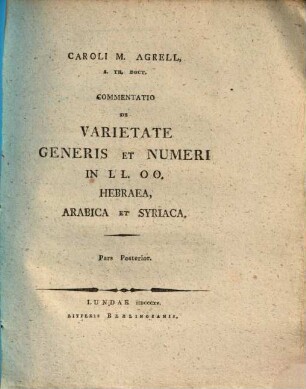 CAROLI M. AGRELL,
S. TH. DOCT.
COMMENTATIO
DE
VARIETATE
GENERIS ET NUMERI
IN LL. OO.
HEBRAEA,
ARABICA ET SYRIACA.
Pars Posterior.
LUNDAE
LITTERIS BERLINGIANIS.